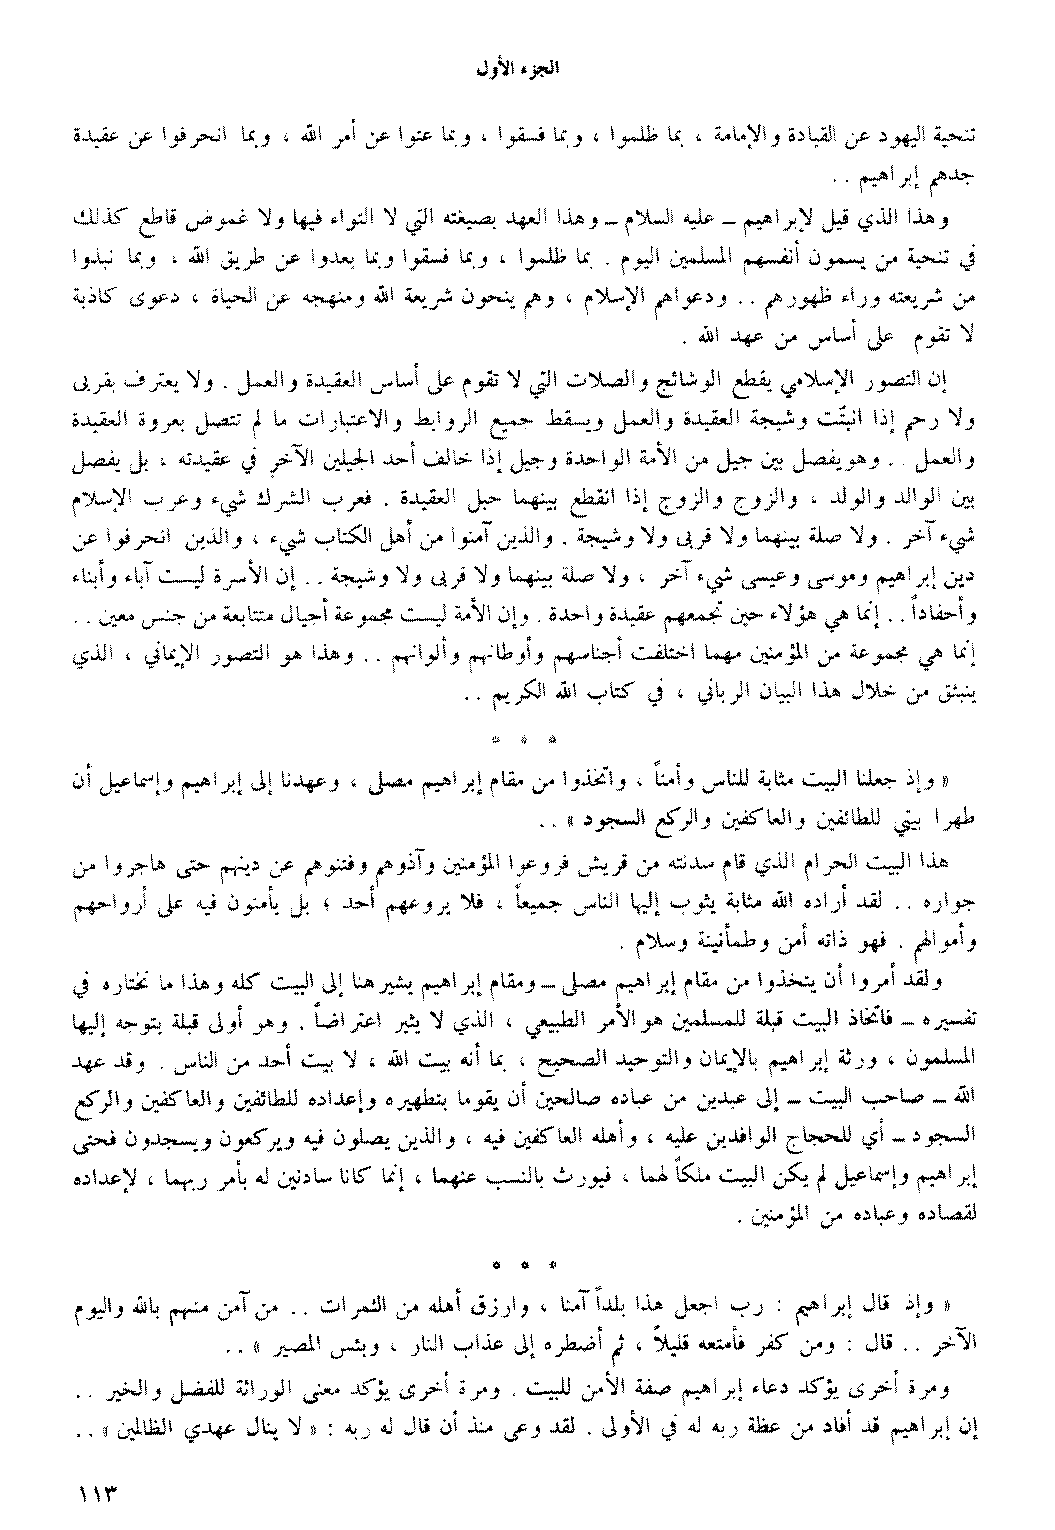 الجزء الأول
تنحية اليهود عن القيادة والإمامة ، بما ظلموا ، وبما فسقوا ، وبما عتوا عن أمر الله ، وبما انحرفوا عن عقيدة
جدهم إبراهيم . .
وهذا الذي قيل لإبراهيم – عليه السلام – وهذا العهد بصيغته التي لا التواء فيها ولا غموض قاطع كذلك
في تنحية من يسمون أنفسهم المسلمين اليوم . بما ظلموا ، وبما فسقوا وبما بعدوا عن طريق الله ، وبما نبذوا
من شريعته وراء ظهورهم . . ودعواهم الإسلام ، وهم ينحون شريعة الله ومنهجه عن الحياة ، دعوى كاذبة
لا تقوم على أساس من عهد الله .
إن التصور الإسلامي يقطع الوشائج والصلات التي لا تقوم على أساس العقيدة والعمل . ولا يعترف بقربى
ولا رحم إذا انبتّت وشيجة العقيدة والعمل ويسقط جميع الروابط والاعتبارات ما لم تتصل بعروة العقيدة
والعمل . . وهو يفصل بين جيل من الأمة الواحدة وجيل إذا خالف أحد الجيلين الآخر في عقيدته ، بل يفصل
بين الوالد والولد ، والزوج والزوج إذا انقطع بينهما حبل العقيدة . فعرب الشرك شيء وعرب الإسلام
شيء آخر . ولا صلة بينهما ولا قربى ولا وشيجة . والذين آمنوا من أهل الكتاب شيء ، والذين انحرفوا عن
دين إبراهيم وموسى وعيسى شيء آخر ، ولا صلة بينهما ولا قربى ولا وشيجة . . إن الأسرة ليست آباء وأبناء
وأحفاداً . . إنما هي هؤلاء حين تجمعهم عقيدة واحدة . وإن الأمة ليست مجموعة أجيال متتابعة من جنس معين . .
إنما هي مجموعة من المؤمنين مهما اختلفت أجناسهم وأوطانهم وألوانهم . . وهذا هو التصور الإيماني ، الذي
ينبثق من خلال هذا البيان الرباني ، في كتاب الله الكريم . .
* * *
« وإذ جعلنا البيت مثابة للناس وأمناً ، واتخذوا من مقام إبراهيم مصلى ، وعهدنا إلى إبراهيم وإسماعيل أن
طهرا بيتي للطائفين والعاكفين والركع السجود » . .
هذا البيت الحرام الذي قام سدنته من قريش فروعوا المؤمنين وآذوهم وفتنوهم عن دينهم حتى هاجروا من
جواره . . لقد أراده الله مثابة يثوب إليها الناس جميعاً ، فلا يروعهم أحد ؛ بل يأمنون فيه على أرواحهم
وأموالهم . فهو ذاته أمن وطمأنينة وسلام .
ولقد أمروا أن يتخذوا من مقام إبراهيم مصلى – ومقام إبراهيم يشير هنا إلى البيت كله وهذا ما نختاره في
تفسيره – فاتخاذ البيت قبلة للمسلمين هو الأمر الطبيعي ، الذي لا يثير اعتراضاً . وهو أولى قبلة يتوجه إليها
المسلمون ، ورثة إبراهيم بالإيمان والتوحيد الصحيح ، بما أنه بيت الله ، لا بيت أحد من الناس . وقد عهد
الله – صاحب البيت – إلى عبدين من عباده صالحين أن يقوما بتطهيره وإعداده للطائفين والعاكفين والركع
السجود – أي للحجاج الوافدين عليه ، وأهله العاكفين فيه ، والذين يصلون فيه ويركعون ويسجدون فحتى
إبراهيم وإسماعيل لم يكن البيت ملكاً لهما ، فيورث بالنسب عنهما ، إنما كانا سادنين له بأمر ربهما ، لإعداده
لقصاده وعباده من المؤمنين .
* * *
« وإذ قال إبراهيم : رب اجعل هذا بلداً آمنا ، وارزق أهله من الثمرات . . من آمن منهم بالله واليوم
الآخر . . قال : ومن كفر فأمتعه قليلاً ، ثم أضطره إلى عذاب النار ، وبئس المصير » . .
ومرة أخرى يؤكد دعاء إبراهيم صفة الأمن للبيت . ومرة أخرى يؤكد معنى الوراثة للفضل والخير . .
إن إبراهيم قد أفاد من عظة ربه له في الأولى . لقد وعى منذ أن قال له ربه : « لا ينال عهدي الظالمين » . .
١١٣